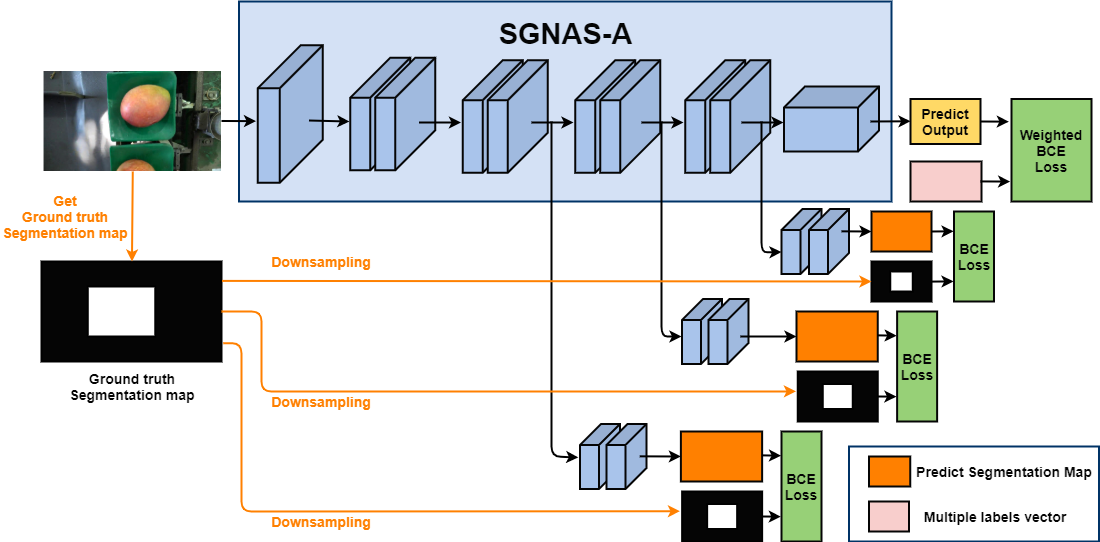 SGNAS-A
Predict
Output
Weighted
BCE
Loss
Get
Ground truth
Segmentation map
Downsampling
BCE
Loss
Ground truth
Segmentation map
Downsampling
BCE
Loss
Downsampling
BCE
Loss
Predict Segmentation Map
Multiple labels vector